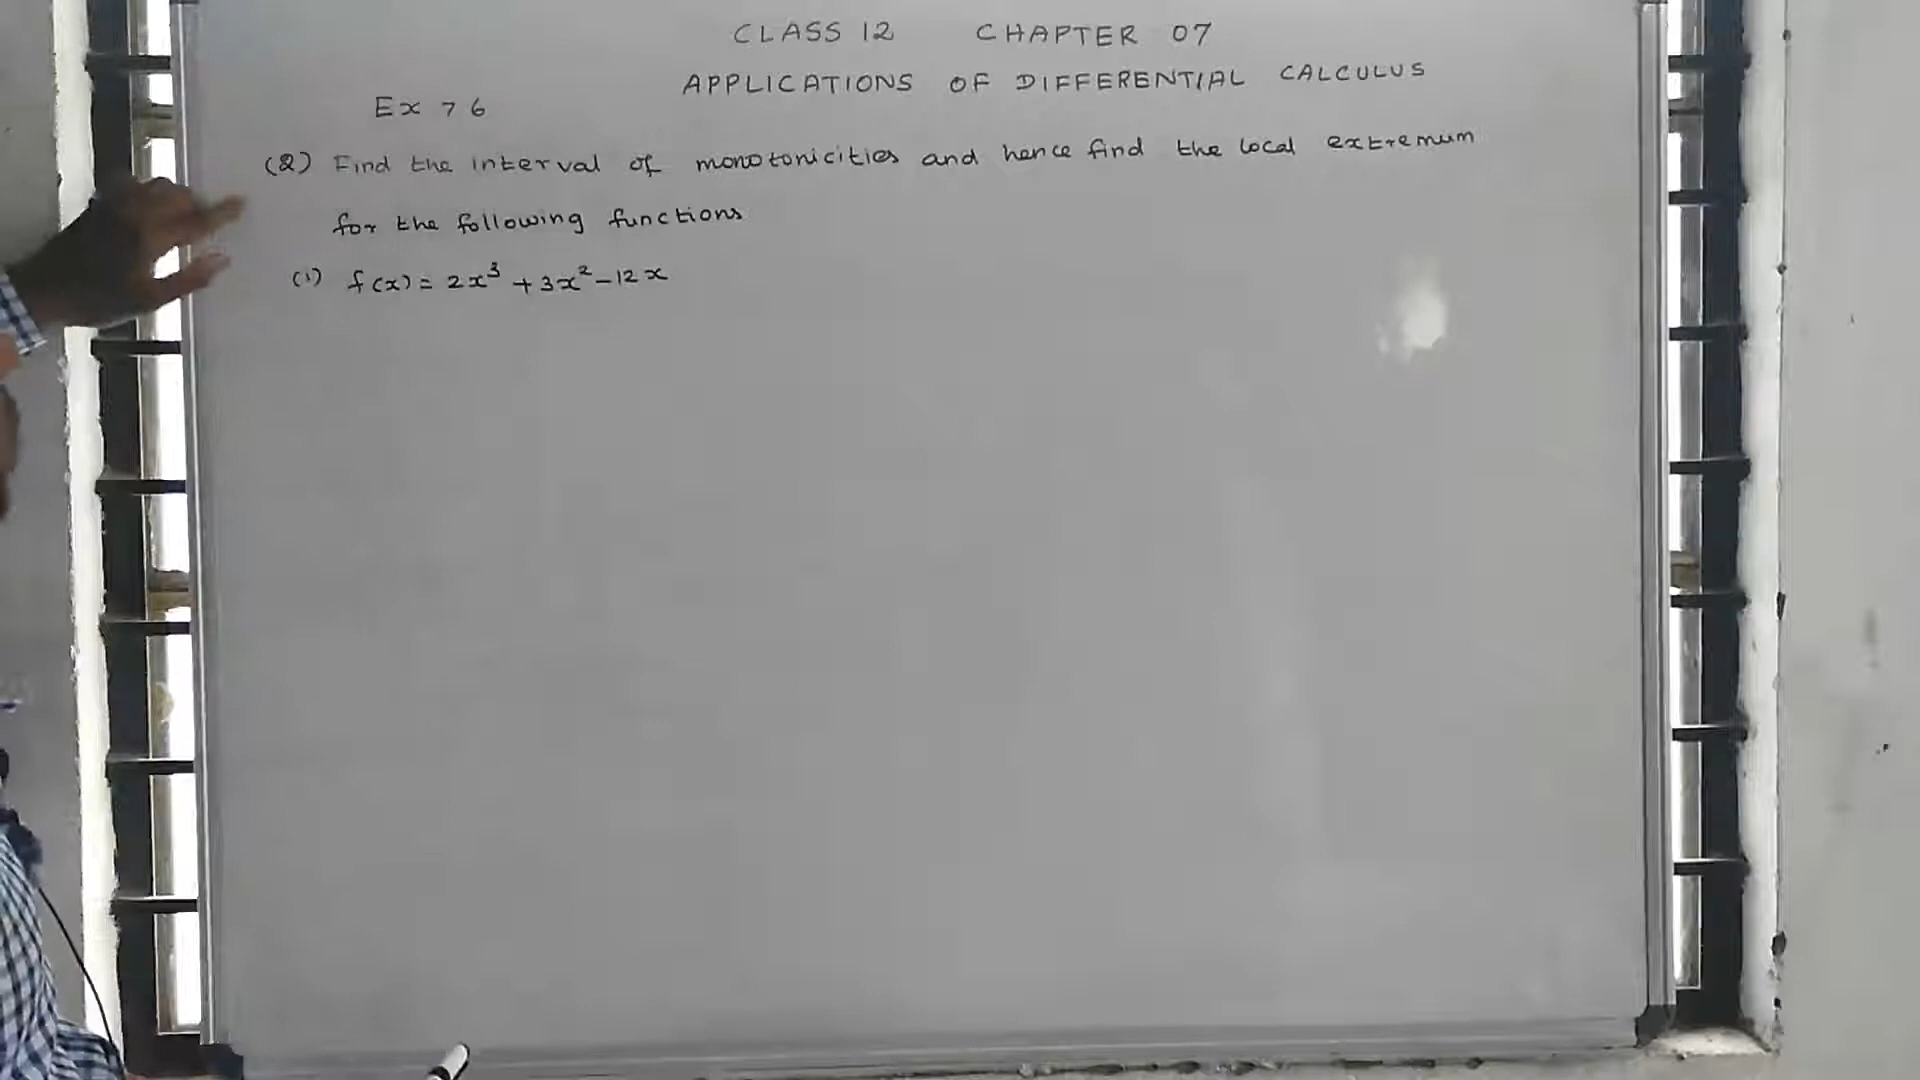 CLASS 12 CHAPTER 07
APPLICATIONS OF DIFFERENTIAL CALCULUS
Ex 7 6
(2) Find the interval of monotonicities and hence find the local extremum
for the following functions
(i) f(x) = 2x³ + 3x² - 12x